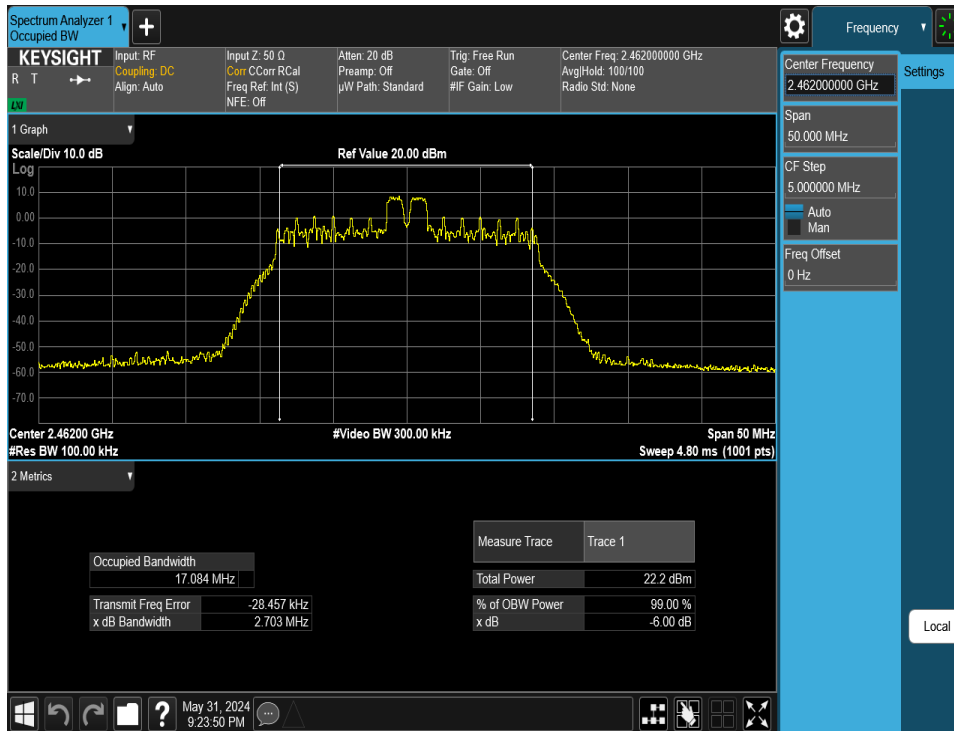 Spectrum Analyzer 1
Occupied BW
+
Frequency
KEYSIGHT
R T
LXI
Input: RF
Coupling: DC
Align: Auto
Input Z: 50 Ω
Corr CCorr RCal
Freq Ref: Int (S)
NFE: Off
Atten: 20 dB
Preamp: Off
µW Path: Standard
Trig: Free Run
Gate: Off
#IF Gain: Low
Center Freq: 2.462000000 GHz
Avg|Hold: 100/100
Radio Std: None
Center Frequency
2.462000000 GHz
Settings
Span
50.000 MHz
CF Step
5.000000 MHz
Auto
Man
Freq Offset
0 Hz
1 Graph
Scale/Div 10.0 dB
Ref Value 20.00 dBm
Log
10.0
0.00
-10.0
-20.0
-30.0
-40.0
-50.0
-60.0
-70.0
Center 2.46200 GHz
#Video BW 300.00 kHz
Span 50 MHz
#Res BW 100.00 kHz
Sweep 4.80 ms (1001 pts)
2 Metrics
Occupied Bandwidth
17.084 MHz
Transmit Freq Error -28.457 kHz
x dB Bandwidth 2.703 MHz
Measure Trace Trace 1
Total Power 22.2 dBm
% of OBW Power 99.00 %
x dB -6.00 dB
Local
?
May 31, 2024
9:23:50 PM